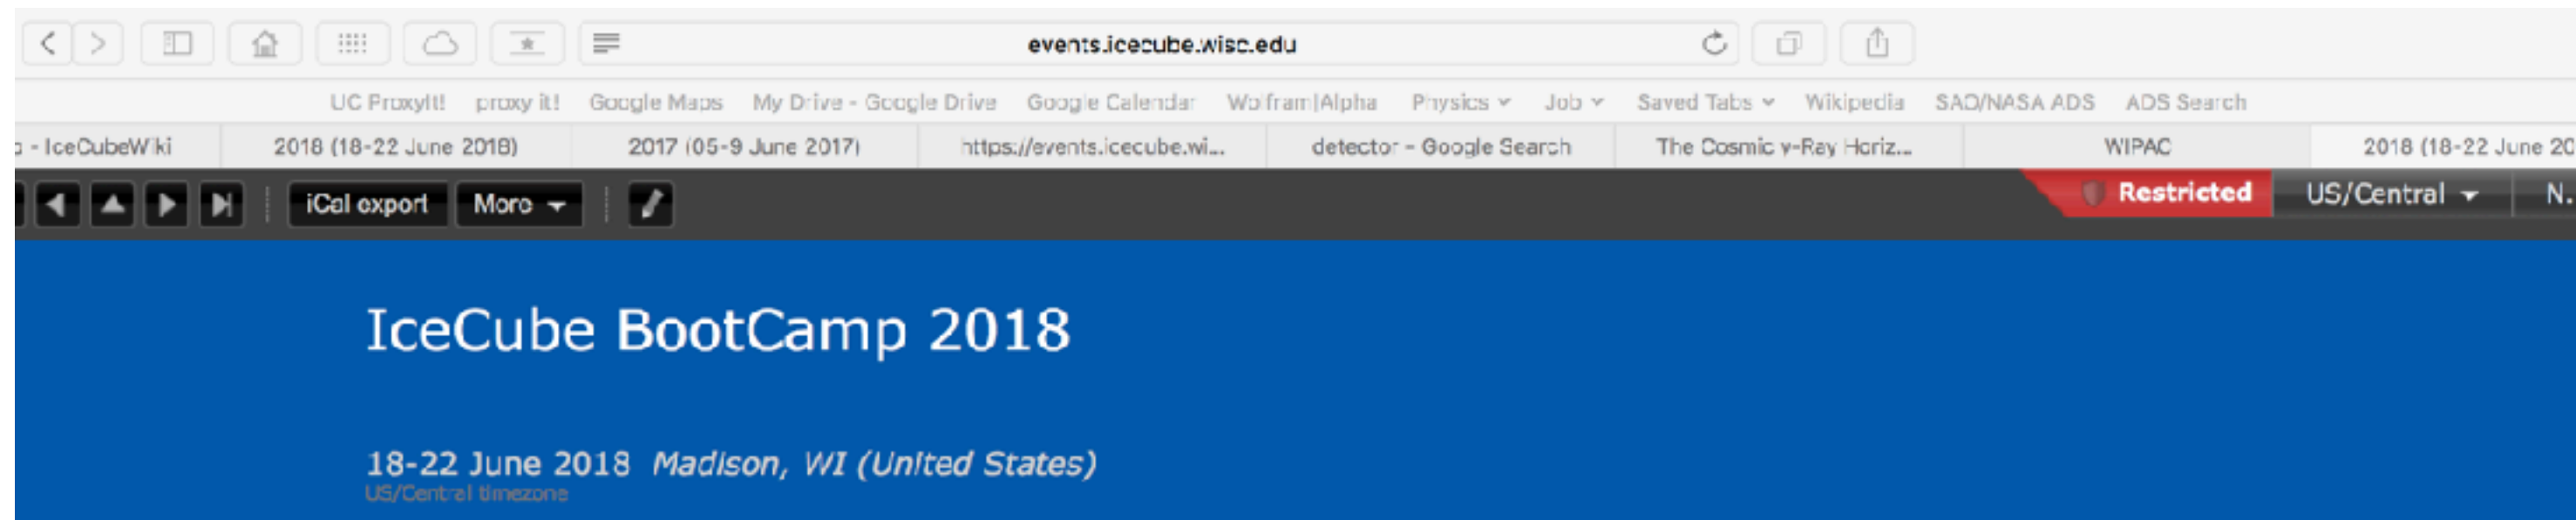 events.icecube.wisc.edu
UC ProxyIt! proxy it! Google Maps My Drive - Google Drive Google Calendar Wolfram|Alpha Physics Job Saved Tabs Wikipedia SAO/NASA ADS ADS Search
- IceCubeWiki 2018 (18-22 June 2018) 2017 (05-9 June 2017) https://events.icecube.wi... detector - Google Search The Cosmic γ-Ray Horiz... WIPAC 2018 (18-22 June 20
iCal export More Restricted US/Central N.
IceCube BootCamp 2018
18-22 June 2018 Madison, WI (United States)
US/Central timezone